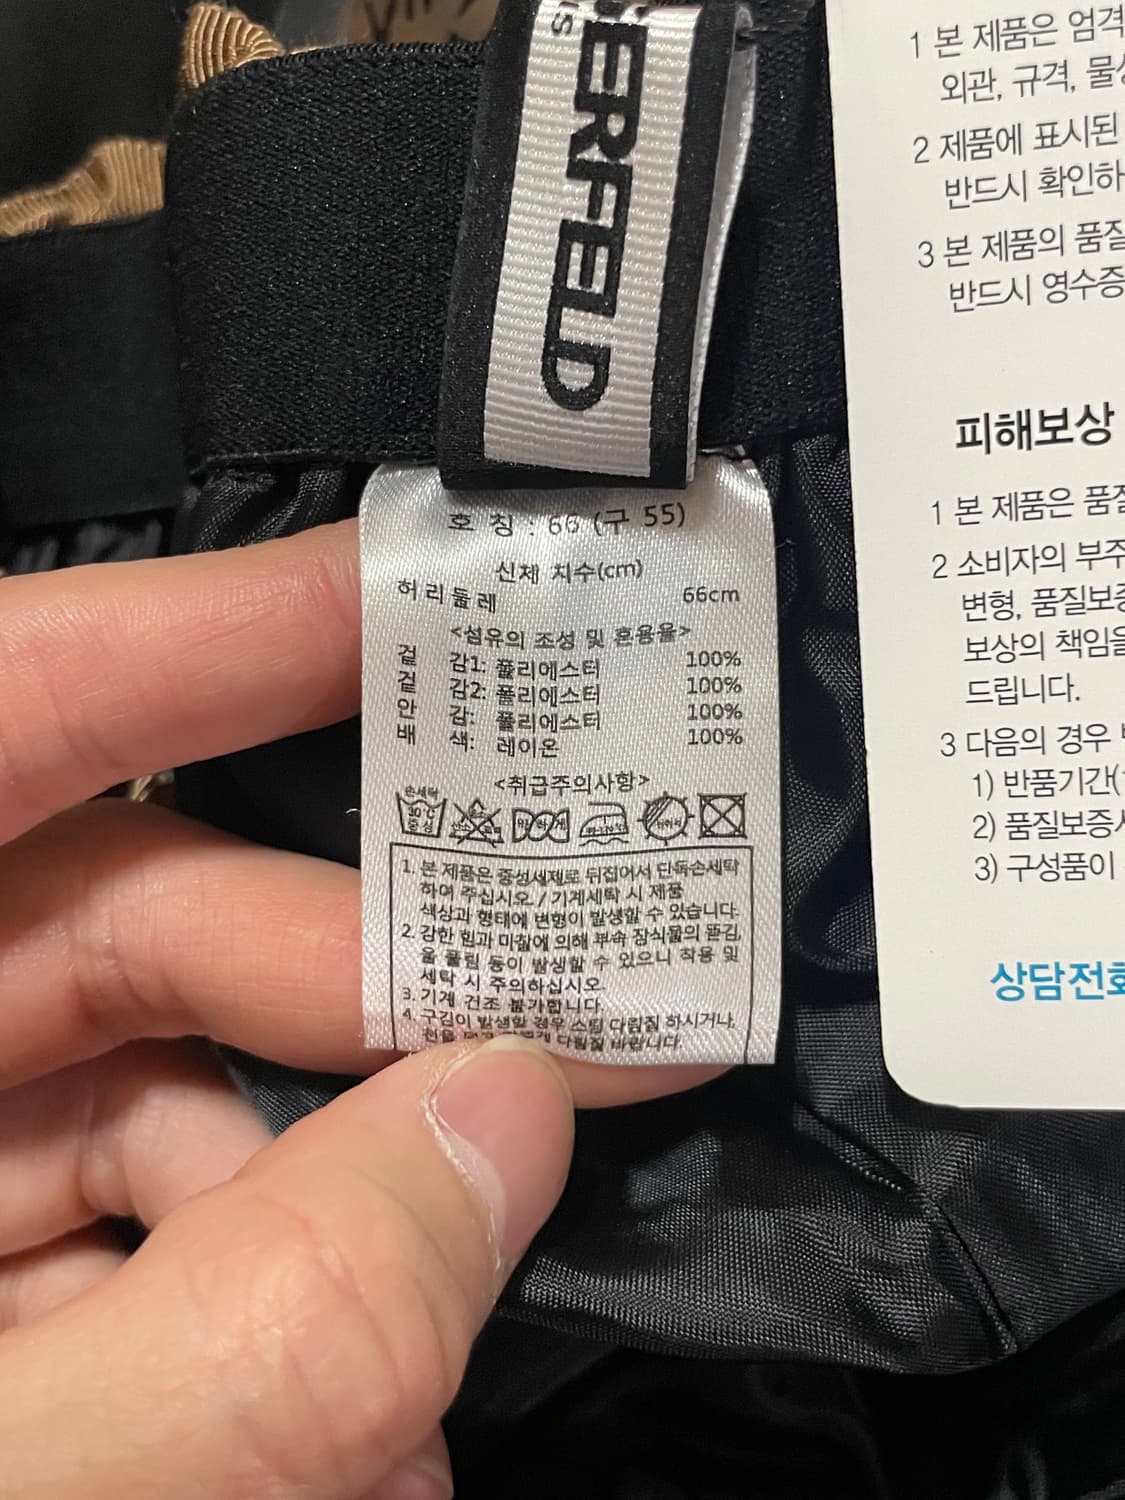 ERFELD
S
호 칭 : 66 (구 55)
신체 치수(cm)
허리둘레 66cm
<섬유의 조성 및 혼용율>
겉 감1: 폴리에스터 100%
겉 감2: 폴리에스터 100%
안 감: 폴리에스터 100%
배 색: 레이온 100%
<취급주의사항>
손세탁
30°C
중성
1. 본 제품은 중성세제로 뒤집어서 단독손세탁
하여 주십시오. / 기계세탁 시 제품
색상과 형태에 변형이 발생할 수 있습니다.
2. 강한 힘과 마찰에 의해 부속 장식물의 뜯김,
올 풀림 등이 발생할 수 있으니 착용 및
세탁 시 주의하십시오.
3. 기계 건조 불가합니다.
4. 구김이 발생할 경우 스팀 다림질 하시거나,
천을 다림질 바랍니다.
1 본 제품은 엄격
외관, 규격,
2 제품에 표시된
반드시 확인하
3 본 제품의 품질
반드시 영수증
피해보상
1 본 제품은 품질
2 소비자의 부주
변형, 품질보증
보상의 책임을
드립니다.
3 다음의 경우
1) 반품기간(
2) 품질보증
3) 구성품이
상담전화